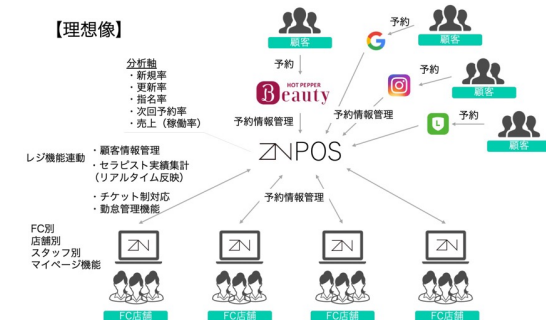 【理想像】
分析軸
・新規率
・更新率
・指名率
・次回予約率
・売上（稼働率）
顧客
予約
HOT PEPPER
Beauty
予約情報管理
G
予約
顧客
予約
顧客
予約情報管理
予約
顧客
L
ZNPOS
レジ機能連動
・顧客情報管理
・セラピスト実績集計
（リアルタイム反映）
・チケット制対応
・勤怠管理機能
予約情報管理
FC別
店舗別
スタッフ別
マイページ機能
ZN
ZN
ZN
ZN
FC店舗
FC店舗
FC店舗
FC店舗